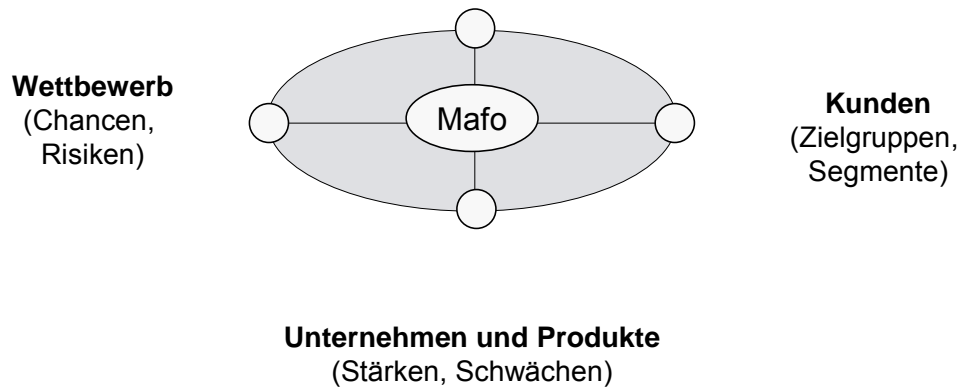 Wettbewerb
(Chancen,
Risiken)
Mafo
Kunden
(Zielgruppen,
Segmente)
Unternehmen und Produkte
(Stärken, Schwächen)